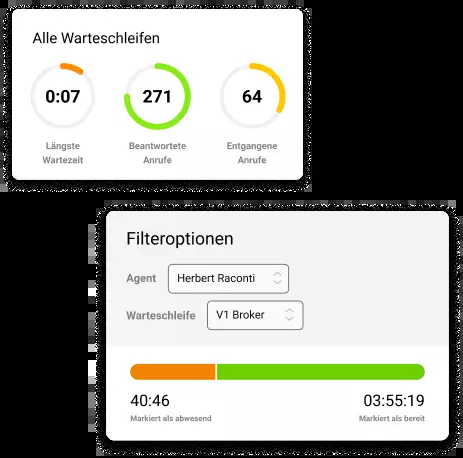 Alle Warteschleifen
0:07 271 64
Längste Beantwortete Entgangene
Wartezeit Anrufe Anrufe
Filteroptionen
Agent Herbert Raconti
Warteschleife V1 Broker
40:46 03:55:19
Markiert als abwesend Markiert als bereit